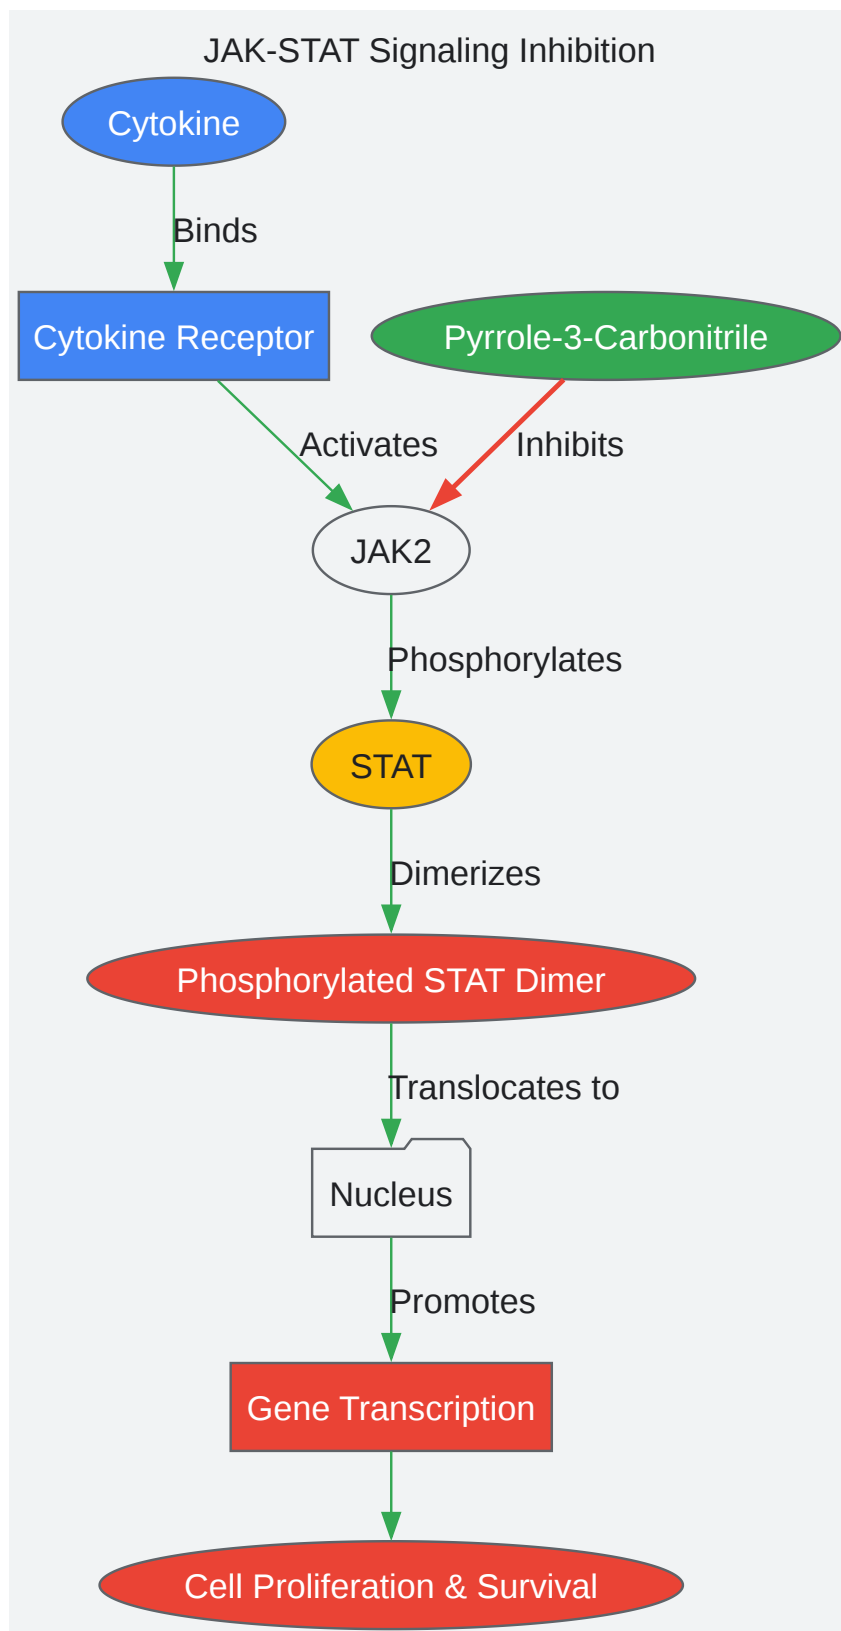 JAK-STAT Signaling Inhibition
Cytokine
Binds
Cytokine Receptor
Pyrrole-3-Carbonitrile
Activates
Inhibits
JAK2
Phosphorylates
STAT
Dimerizes
Phosphorylated STAT Dimer
Translocates to
Nucleus
Promotes
Gene Transcription
Cell Proliferation & Survival